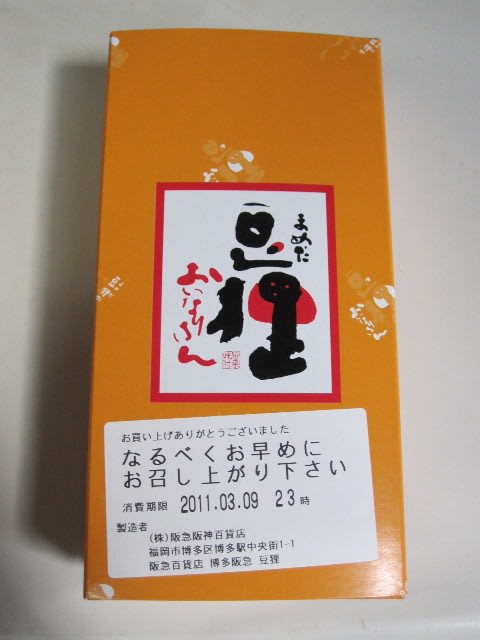 まめだ
豆狸
おいなりさん
お買い上げありがとうございました
なるべくお早めに
お召し上がり下さい
消費期限 2011.03.09 23時
製造者
(株)阪急阪神百貨店
福岡市博多区博多駅中央街1-1
阪急百貨店 博多阪急 豆狸